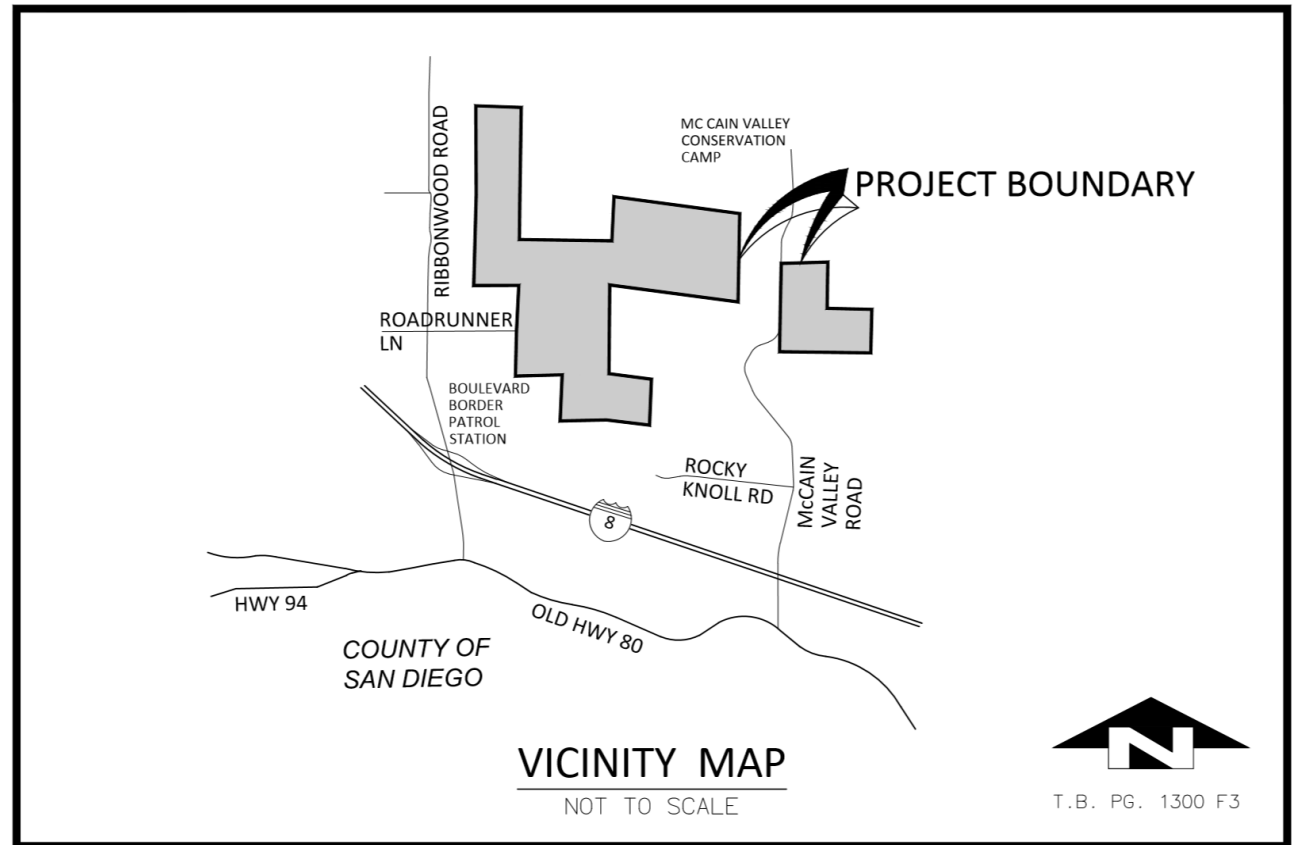 RIBBONWOOD ROAD
MC CAIN VALLEY
CONSERVATION
CAMP
PROJECT BOUNDARY
ROADRUNNER
LN
BOULEVARD
BORDER
PATROL
STATION
ROCKY
KNOLL RD
McCAIN
VALLEY
ROAD
8
HWY 94
OLD HWY 80
COUNTY OF
SAN DIEGO
VICINITY MAP
NOT TO SCALE
N
T.B. PG. 1300 F3